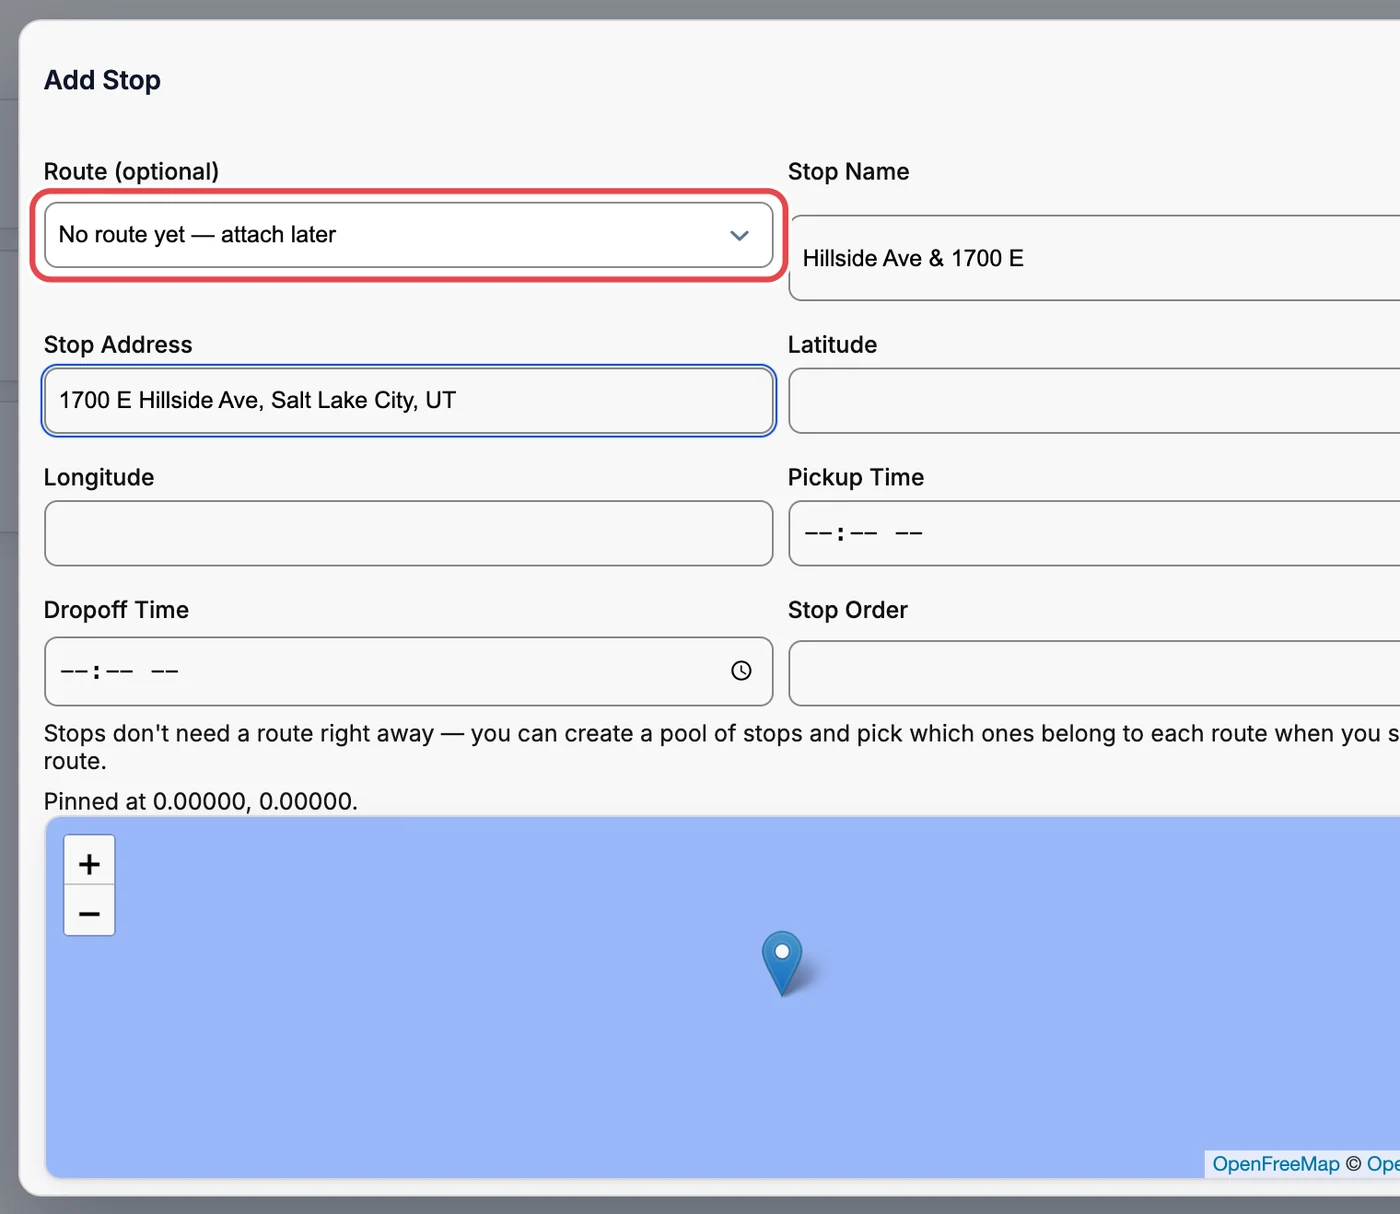 Add Stop
Route (optional)
No route yet — attach later
Stop Name
Hillside Ave & 1700 E
Stop Address
1700 E Hillside Ave, Salt Lake City, UT
Latitude
Longitude
Pickup Time
--:-- --
Dropoff Time
--:-- --
Stop Order
Stops don't need a route right away — you can create a pool of stops and pick which ones belong to each route when you
route.
Pinned at 0.00000, 0.00000.
+
−
OpenFreeMap ©